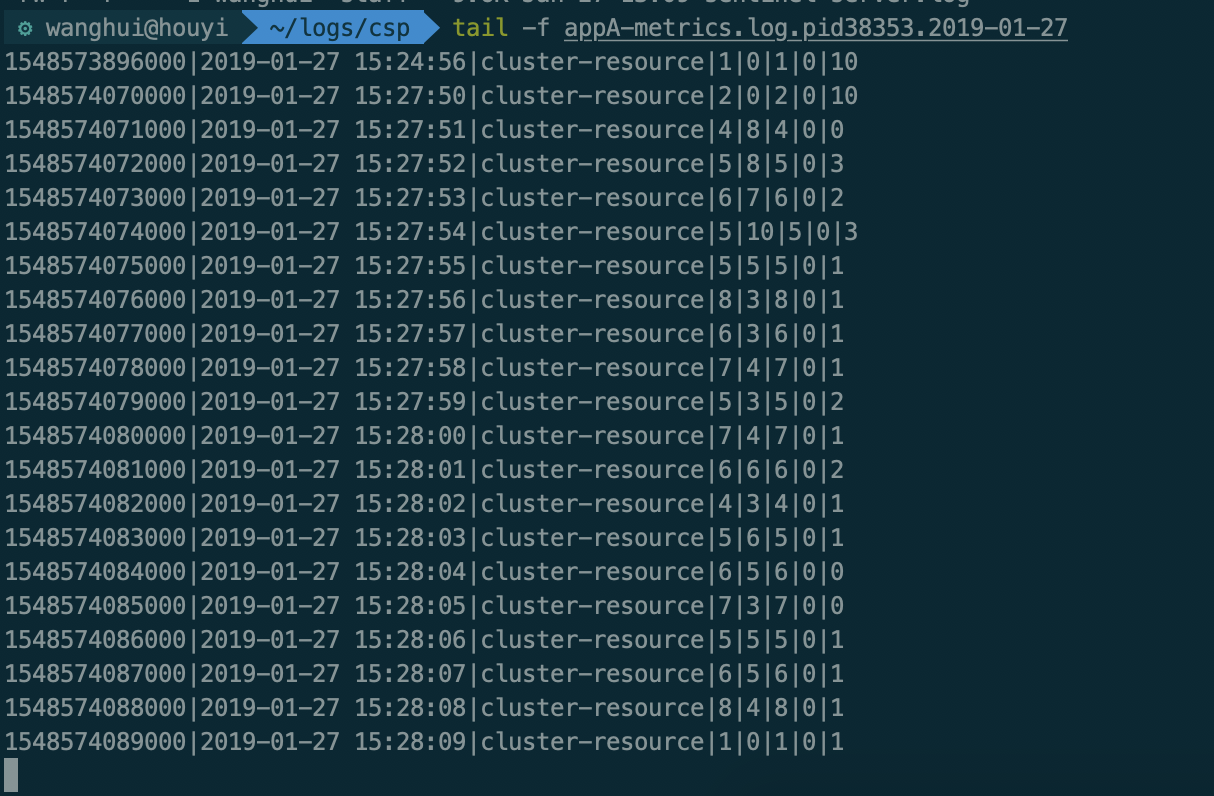 wanghui@houyi ~/logs/csp tail -f appA-metrics.log.pid38353.2019-01-27
1548573896000|2019-01-27 15:24:56|cluster-resource|1|0|1|0|10
1548574070000|2019-01-27 15:27:50|cluster-resource|2|0|2|0|10
1548574071000|2019-01-27 15:27:51|cluster-resource|4|8|4|0|0
1548574072000|2019-01-27 15:27:52|cluster-resource|5|8|5|0|3
1548574073000|2019-01-27 15:27:53|cluster-resource|6|7|6|0|2
1548574074000|2019-01-27 15:27:54|cluster-resource|5|10|5|0|3
1548574075000|2019-01-27 15:27:55|cluster-resource|5|5|5|0|1
1548574076000|2019-01-27 15:27:56|cluster-resource|8|3|8|0|1
1548574077000|2019-01-27 15:27:57|cluster-resource|6|3|6|0|1
1548574078000|2019-01-27 15:27:58|cluster-resource|7|4|7|0|1
1548574079000|2019-01-27 15:27:59|cluster-resource|5|3|5|0|2
1548574080000|2019-01-27 15:28:00|cluster-resource|7|4|7|0|1
1548574081000|2019-01-27 15:28:01|cluster-resource|6|6|6|0|2
1548574082000|2019-01-27 15:28:02|cluster-resource|4|3|4|0|1
1548574083000|2019-01-27 15:28:03|cluster-resource|5|6|5|0|1
1548574084000|2019-01-27 15:28:04|cluster-resource|6|5|6|0|0
1548574085000|2019-01-27 15:28:05|cluster-resource|7|3|7|0|0
1548574086000|2019-01-27 15:28:06|cluster-resource|5|5|5|0|1
1548574087000|2019-01-27 15:28:07|cluster-resource|6|5|6|0|1
1548574088000|2019-01-27 15:28:08|cluster-resource|8|4|8|0|1
1548574089000|2019-01-27 15:28:09|cluster-resource|1|0|1|0|1